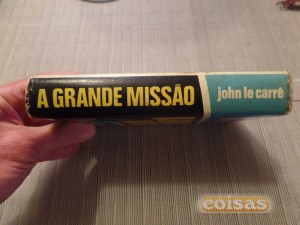 A GRANDE MISSÃO
john le carré
coisas